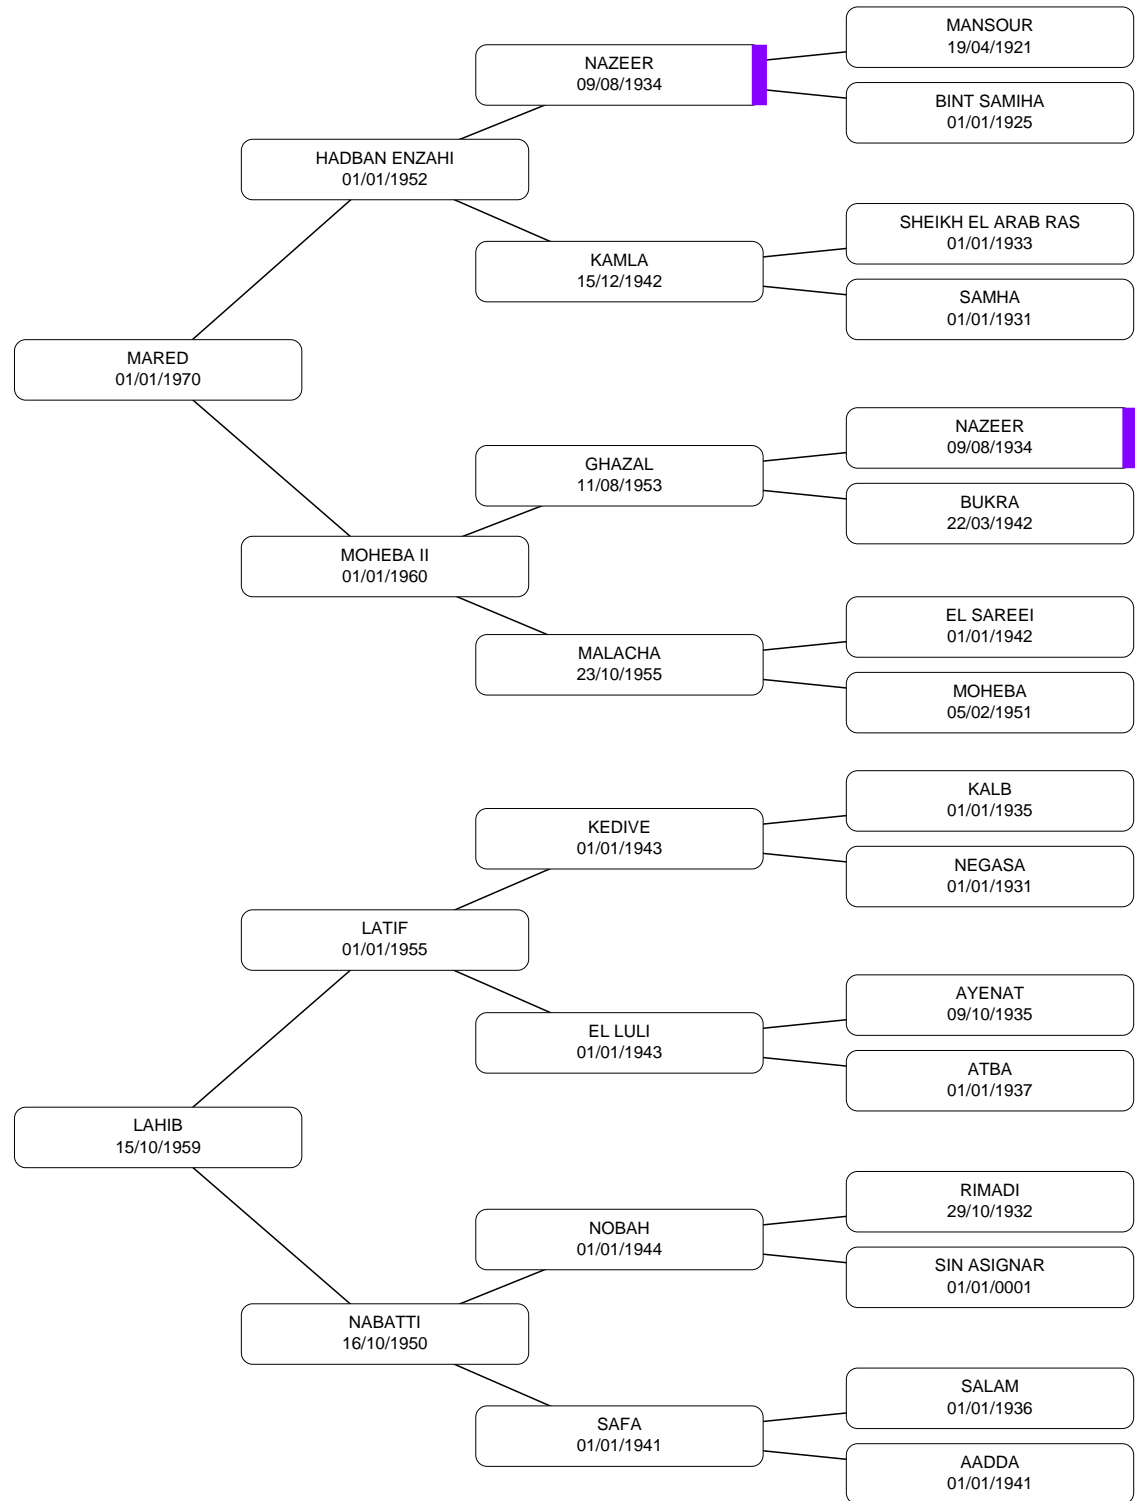 MANSOUR
19/04/1921
NAZEER
09/08/1934
BINT SAMIHA
01/01/1925
HADBAN ENZAHI
01/01/1952
SHEIKH EL ARAB RAS
01/01/1933
KAMLA
15/12/1942
SAMHA
01/01/1931
MARED
01/01/1970
NAZEER
09/08/1934
GHAZAL
11/08/1953
BUKRA
22/03/1942
MOHEBA II
01/01/1960
EL SAREEI
01/01/1942
MALACHA
23/10/1955
MOHEBA
05/02/1951
KALB
01/01/1935
KEDIVE
01/01/1943
NEGASA
01/01/1931
LATIF
01/01/1955
AYENAT
09/10/1935
EL LULI
01/01/1943
ATBA
01/01/1937
LAHIB
15/10/1959
RIMADI
29/10/1932
NOBAH
01/01/1944
SIN ASIGNAR
01/01/0001
NABATTI
16/10/1950
SALAM
01/01/1936
SAFA
01/01/1941
AADDA
01/01/1941